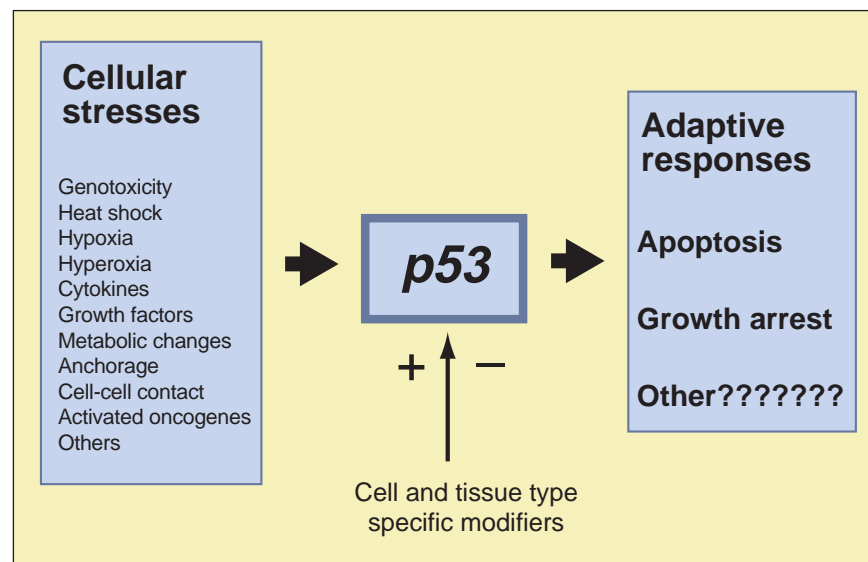 Cellular
stresses
Genotoxicity
Heat shock
Hypoxia
Hyperoxia
Cytokines
Growth factors
Metabolic changes
Anchorage
Cell-cell contact
Activated oncogenes
Others
p53
+ −
Cell and tissue type
specific modifiers
Adaptive
responses
Apoptosis
Growth arrest
Other???????